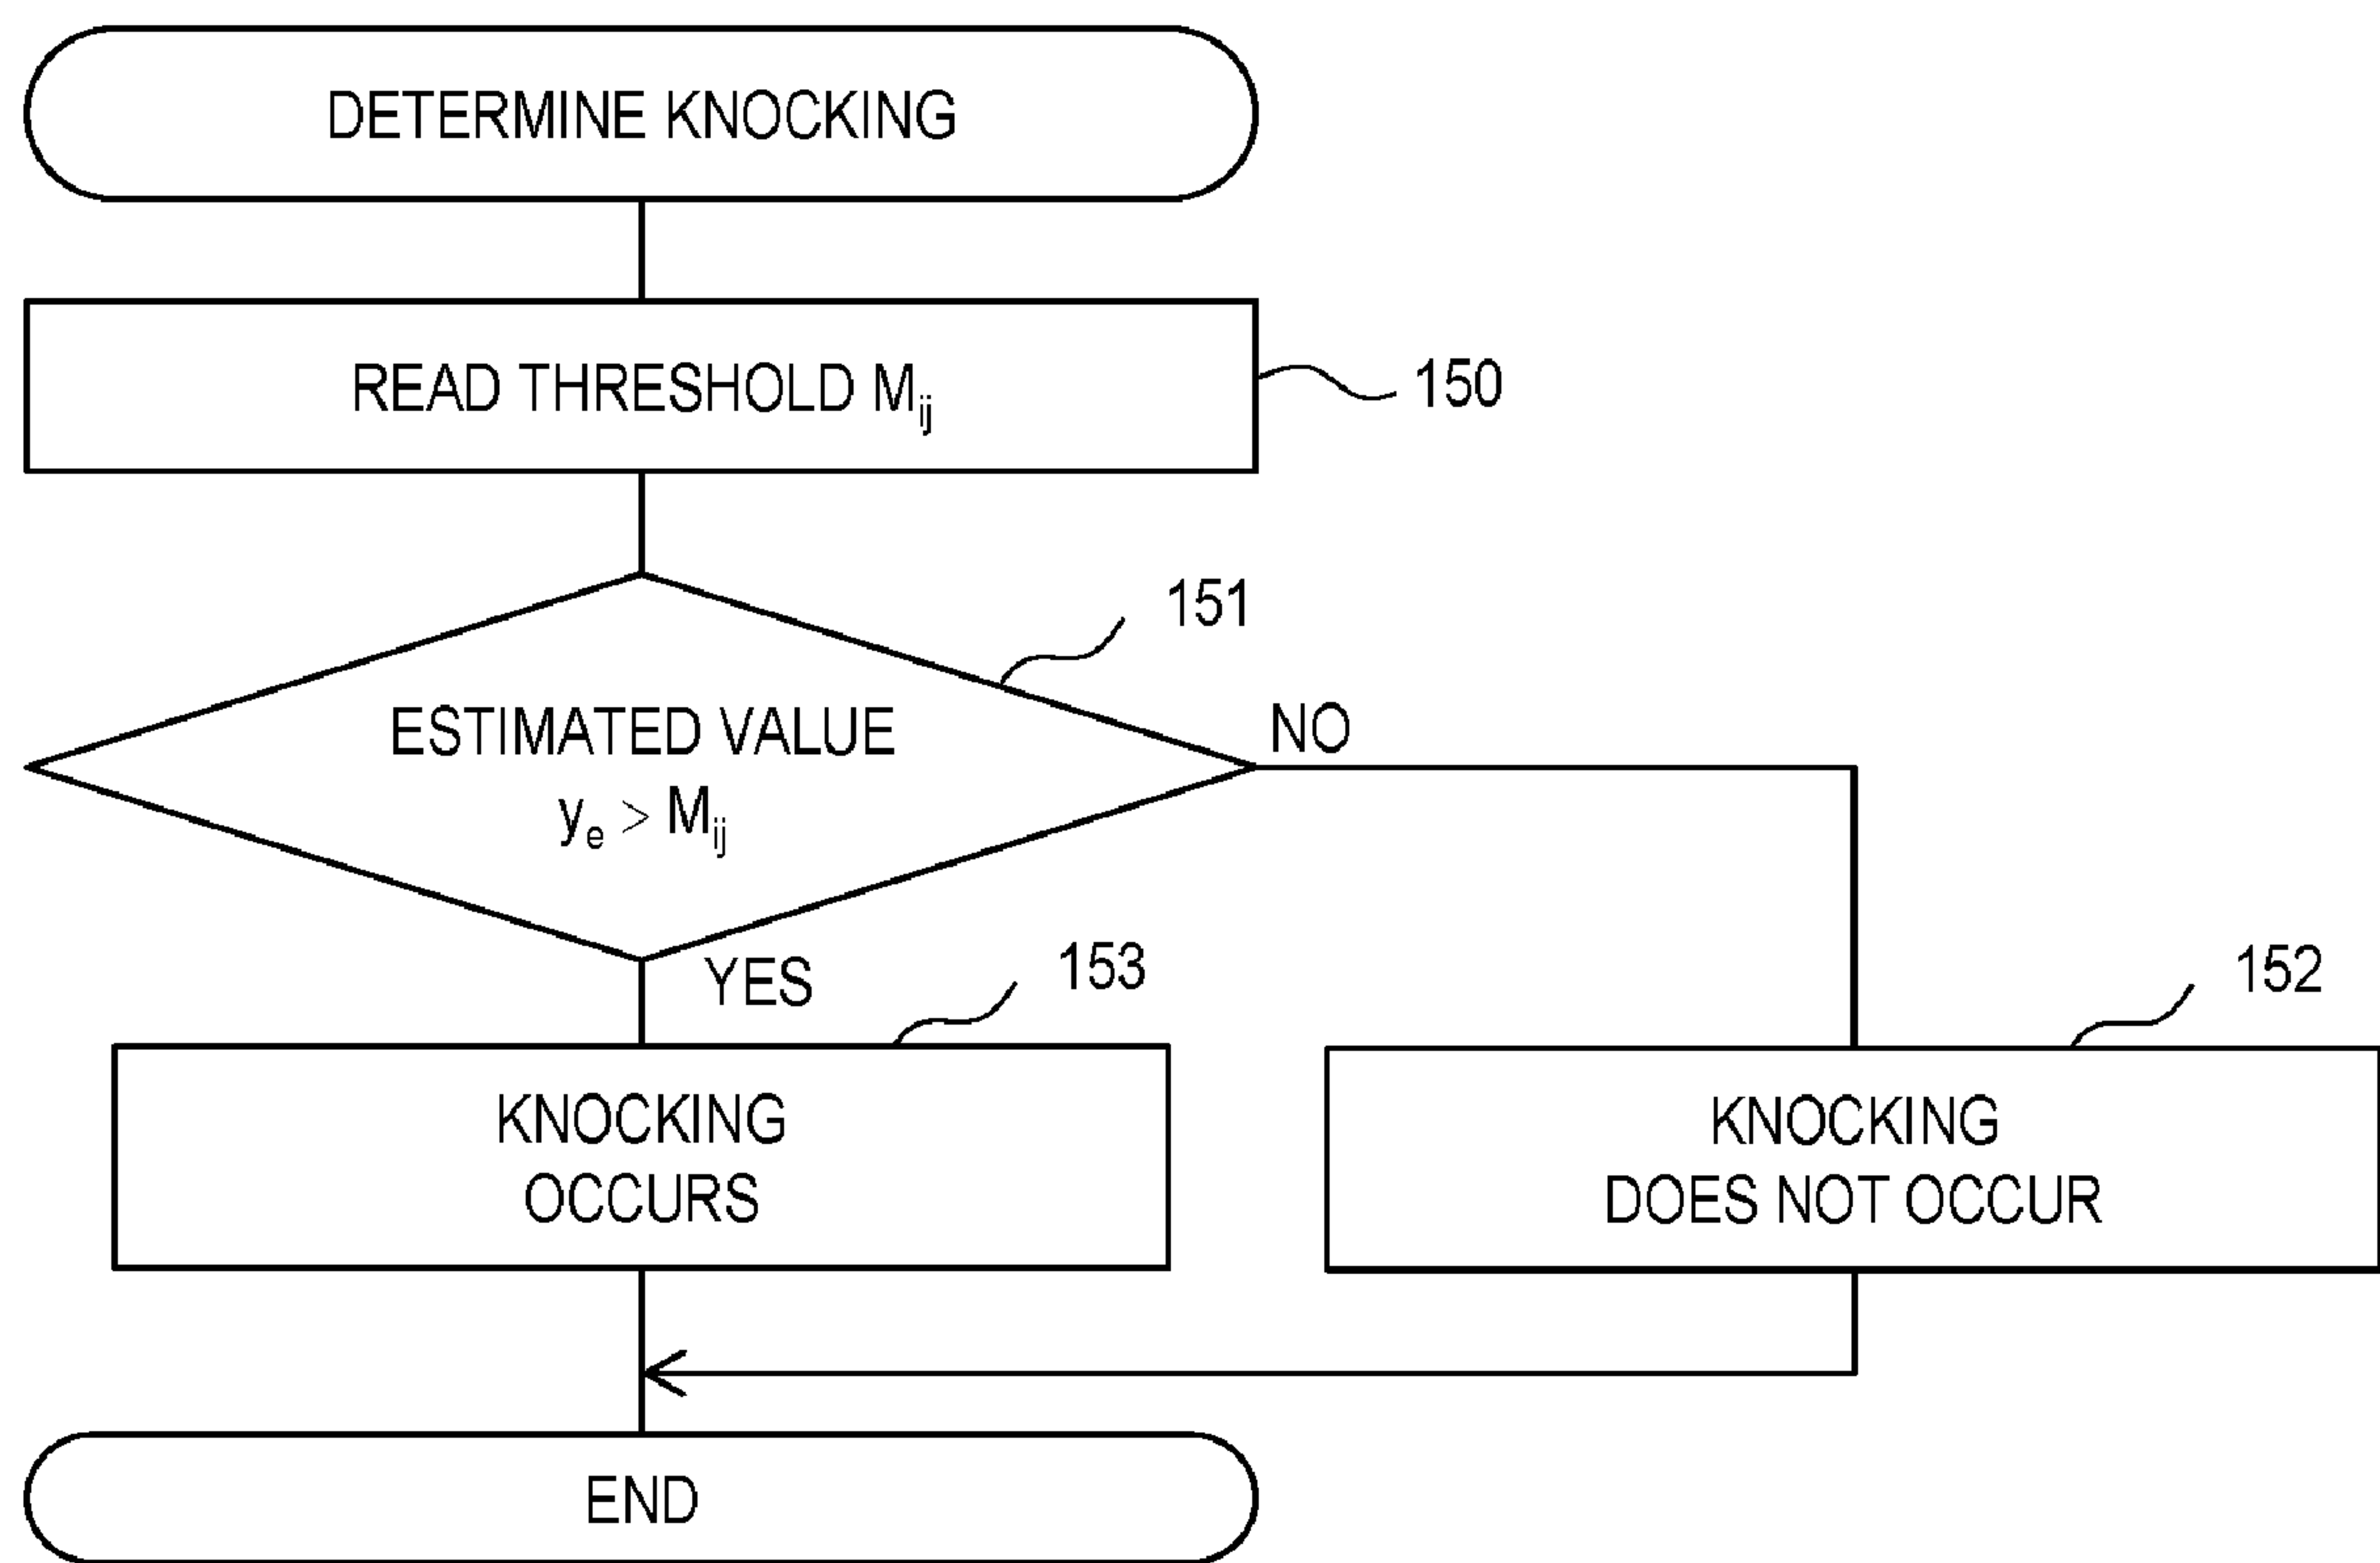 DETERMINE KNOCKING
READ THRESHOLD Mij
150
151
ESTIMATED VALUE
ye > Mij
NO
YES
153
152
KNOCKING
OCCURS
KNOCKING
DOES NOT OCCUR
END